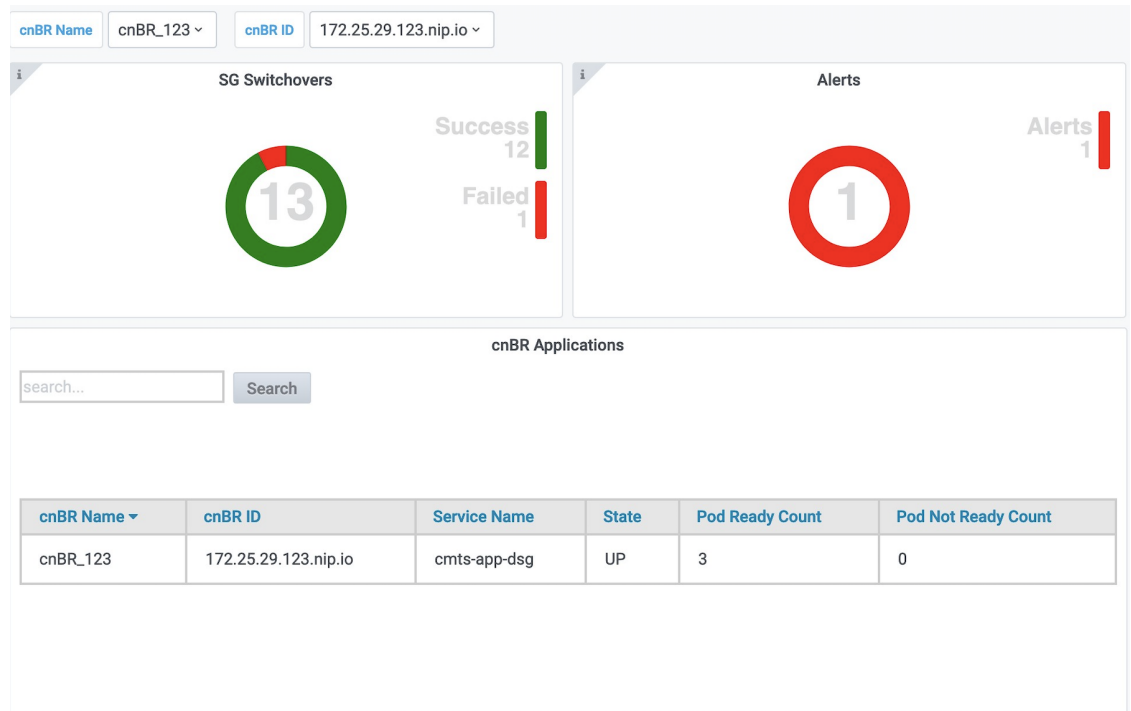 cnBR Name cnBR_123 cnBR ID 172.25.29.123.nip.io
i SG Switchovers
Success
12
13
Failed
1
i Alerts
Alerts
1
1
cnBR Applications
search... Search
cnBR Name cnBR ID Service Name State Pod Ready Count Pod Not Ready Count
cnBR_123 172.25.29.123.nip.io cmts-app-dsg UP 3 0